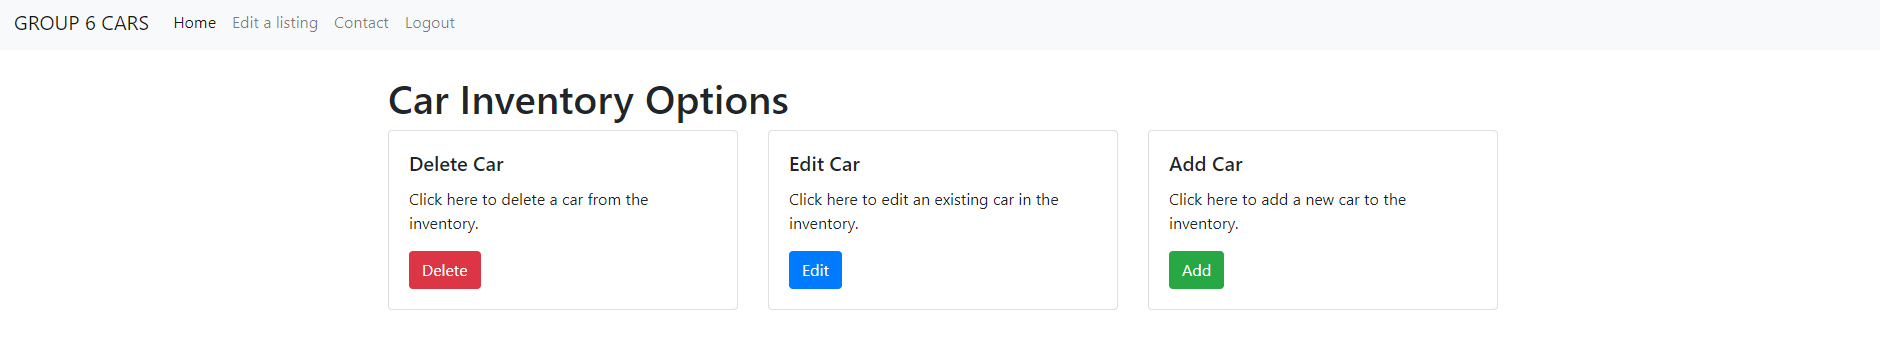 GROUP 6 CARS Home Edit a listing Contact Logout
Car Inventory Options
Delete Car
Click here to delete a car from the
inventory.
Delete
Edit Car
Click here to edit an existing car in the
inventory.
Edit
Add Car
Click here to add a new car to the
inventory.
Add